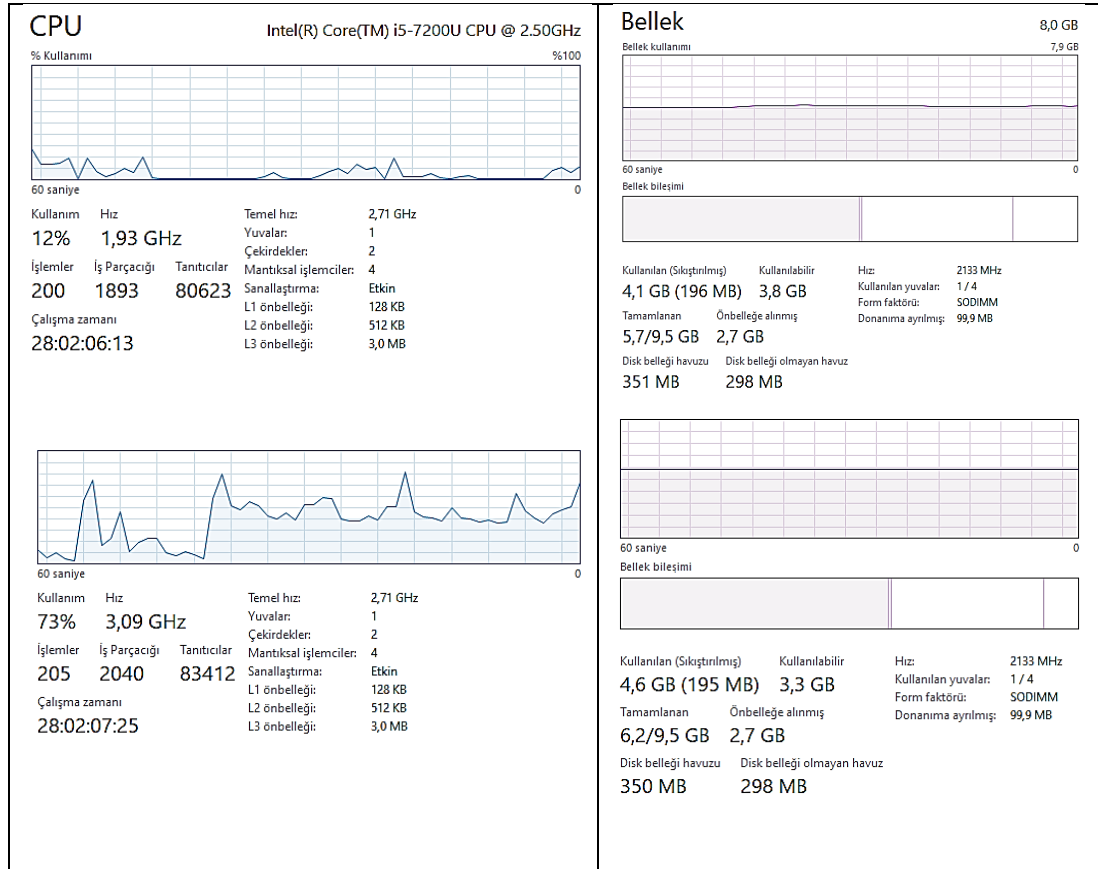 CPU
Intel(R) Core(TM) i5-7200U CPU @ 2.50GHz
% Kullanımı %100
60 saniye 0
Kullanım Hız
12% 1,93 GHz
İşlemler İş Parçacığı Tanıtıcılar
200 1893 80623
Çalışma zamanı
28:02:06:13
Temel hız: 2,71 GHz
Yuvalar: 1
Çekirdekler: 2
Mantıksal işlemciler: 4
Sanallaştırma: Etkin
L1 önbelleği: 128 KB
L2 önbelleği: 512 KB
L3 önbelleği: 3,0 MB
60 saniye 0
Kullanım Hız
73% 3,09 GHz
İşlemler İş Parçacığı Tanıtıcılar
205 2040 83412
Çalışma zamanı
28:02:07:25
Temel hız: 2,71 GHz
Yuvalar: 1
Çekirdekler: 2
Mantıksal işlemciler: 4
Sanallaştırma: Etkin
L1 önbelleği: 128 KB
L2 önbelleği: 512 KB
L3 önbelleği: 3,0 MB
Bellek 8,0 GB
Bellek kullanımı 7,9 GB
60 saniye 0
Bellek bileşimi
Kullanılan (Sıkıştırılmış) Kullanılabilir
4,1 GB (196 MB) 3,8 GB
Tamamlanan Önbelleğe alınmış
5,7/9,5 GB 2,7 GB
Disk belleği havuzu Disk belleği olmayan havuz
351 MB 298 MB
Hız: 2133 MHz
Kullanılan yuvalar: 1 / 4
Form faktörü: SODIMM
Donanıma ayrılmış: 99,9 MB
60 saniye 0
Bellek bileşimi
Kullanılan (Sıkıştırılmış) Kullanılabilir
4,6 GB (195 MB) 3,3 GB
Tamamlanan Önbelleğe alınmış
6,2/9,5 GB 2,7 GB
Disk belleği havuzu Disk belleği olmayan havuz
350 MB 298 MB
Hız: 2133 MHz
Kullanılan yuvalar: 1 / 4
Form faktörü: SODIMM
Donanıma ayrılmış: 99,9 MB